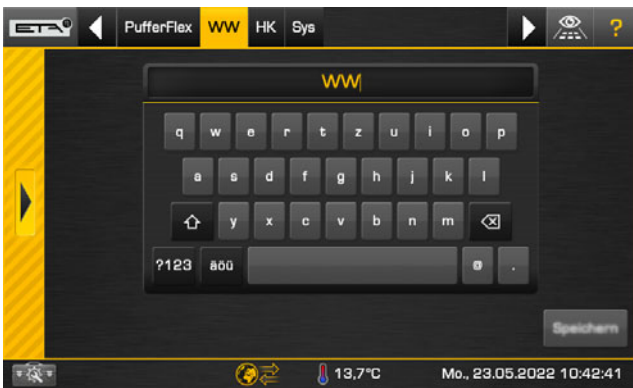 ETA PufferFlex WW HK Sys ?
WW
q w e r t z u i o p
a s d f g h j k l
y x c v b n m
?123 äöü @ .
Speichern
13,7°C Mo., 23.05.2022 10:42:41